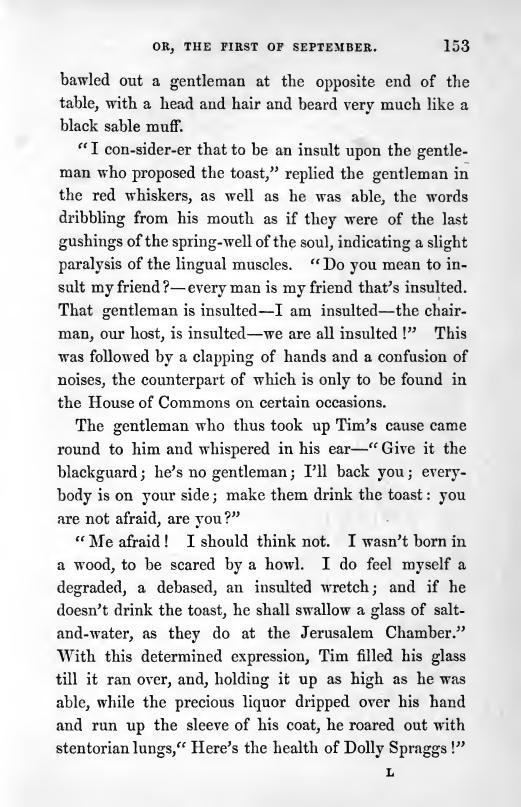 OR, THE FIRST OF SEPTEMBER. 153
bawled out a gentleman at the opposite end of the
table, with a head and hair and beard very much like a
black sable muff.
“I con-sider-er that to be an insult upon the gentle-
man who proposed the toast,” replied the gentleman in
the red whiskers, as well as he was able, the words
dribbling from his mouth as if they were of the last
gushings of the spring-well of the soul, indicating a slight
paralysis of the lingual muscles. “Do you mean to in-
sult my friend?—every man is my friend that's insulted.
That gentleman is insulted—I am insulted—the chair-
man, our host, is insulted—we are all insulted!” This
was followed by a clapping of hands and a confusion of
noises, the counterpart of which is only to be found in
the House of Commons on certain occasions.
The gentleman who thus took up Tim's cause came
round to him and whispered in his ear—“Give it the
blackguard; he's no gentleman; I'll back you; every-
body is on your side; make them drink the toast: you
are not afraid, are you?”
“Me afraid! I should think not. I wasn't born in
a wood, to be scared by a howl. I do feel myself a
degraded, a debased, an insulted wretch; and if he
doesn't drink the toast, he shall swallow a glass of salt-
and-water, as they do at the Jerusalem Chamber.”
With this determined expression, Tim filled his glass
till it ran over, and, holding it up as high as he was
able, while the precious liquor dripped over his hand
and run up the sleeve of his coat, he roared out with
stentorian lungs,“ Here's the health of Dolly Spraggs!”
L